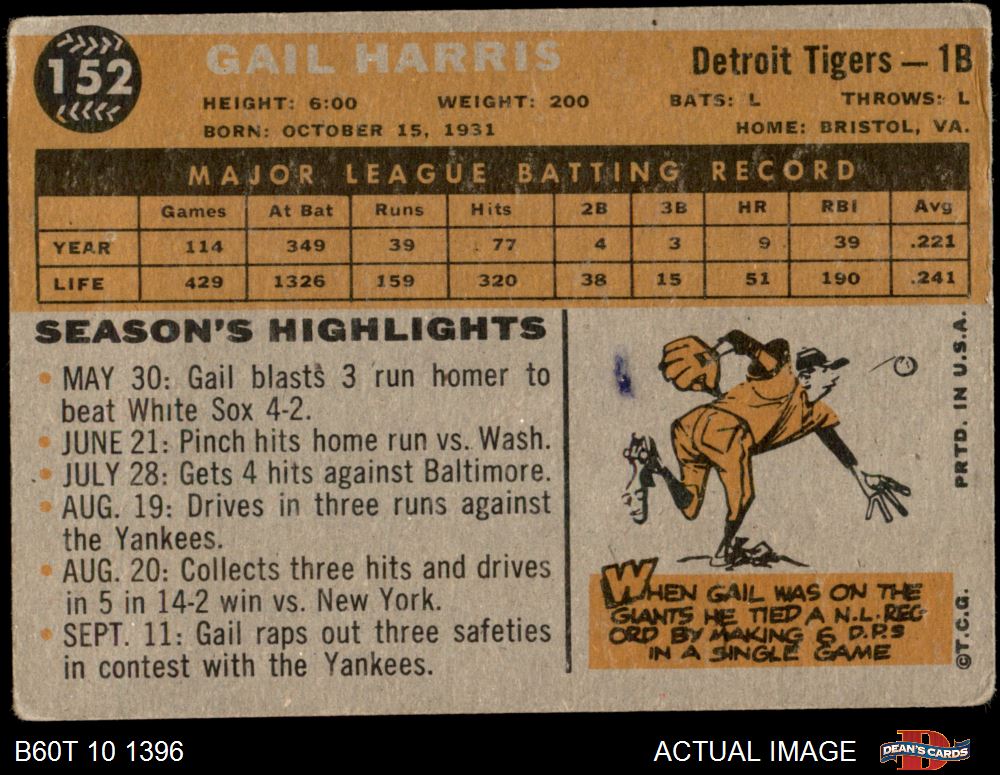 152
GAIL HARRIS
Detroit Tigers — 1B
HEIGHT: 6:00 WEIGHT: 200 BATS: L THROWS: L
BORN: OCTOBER 15, 1931 HOME: BRISTOL, VA.
MAJOR LEAGUE BATTING RECORD
Games At Bat Runs Hits 2B 3B HR RBI Avg
YEAR 114 349 39 77 4 3 9 39 .221
LIFE 429 1326 159 320 38 15 51 190 .241
SEASON'S HIGHLIGHTS
• MAY 30: Gail blasts 3 run homer to
beat White Sox 4-2.
• JUNE 21: Pinch hits home run vs. Wash.
• JULY 28: Gets 4 hits against Baltimore.
• AUG. 19: Drives in three runs against
the Yankees.
• AUG. 20: Collects three hits and drives
in 5 in 14-2 win vs. New York.
• SEPT. 11: Gail raps out three safeties
in contest with the Yankees.
WHEN GAIL WAS ON THE
GIANTS HE TIED A N.L. REC
ORD BY MAKING 6 D.P.S
IN A SINGLE GAME
PRTD. IN U.S.A.
©T.C.G.
B60T 10 1396
ACTUAL IMAGE
DEAN'S CARDS